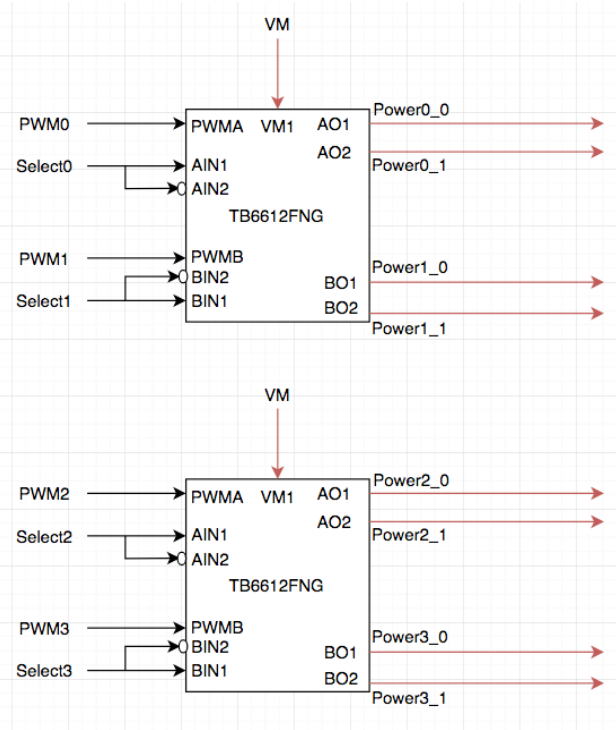 VM
PWM0
PWMA VM1 AO1
Power0_0
Select0
AIN1
AO2
Power0_1
AIN2
TB6612FNG
PWM1
PWMB
BIN2
Power1_0
Select1
BIN1
BO1
BO2
Power1_1
VM
PWM2
PWMA VM1 AO1
Power2_0
Select2
AIN1
AO2
Power2_1
AIN2
TB6612FNG
PWM3
PWMB
BIN2
Power3_0
Select3
BIN1
BO1
BO2
Power3_1